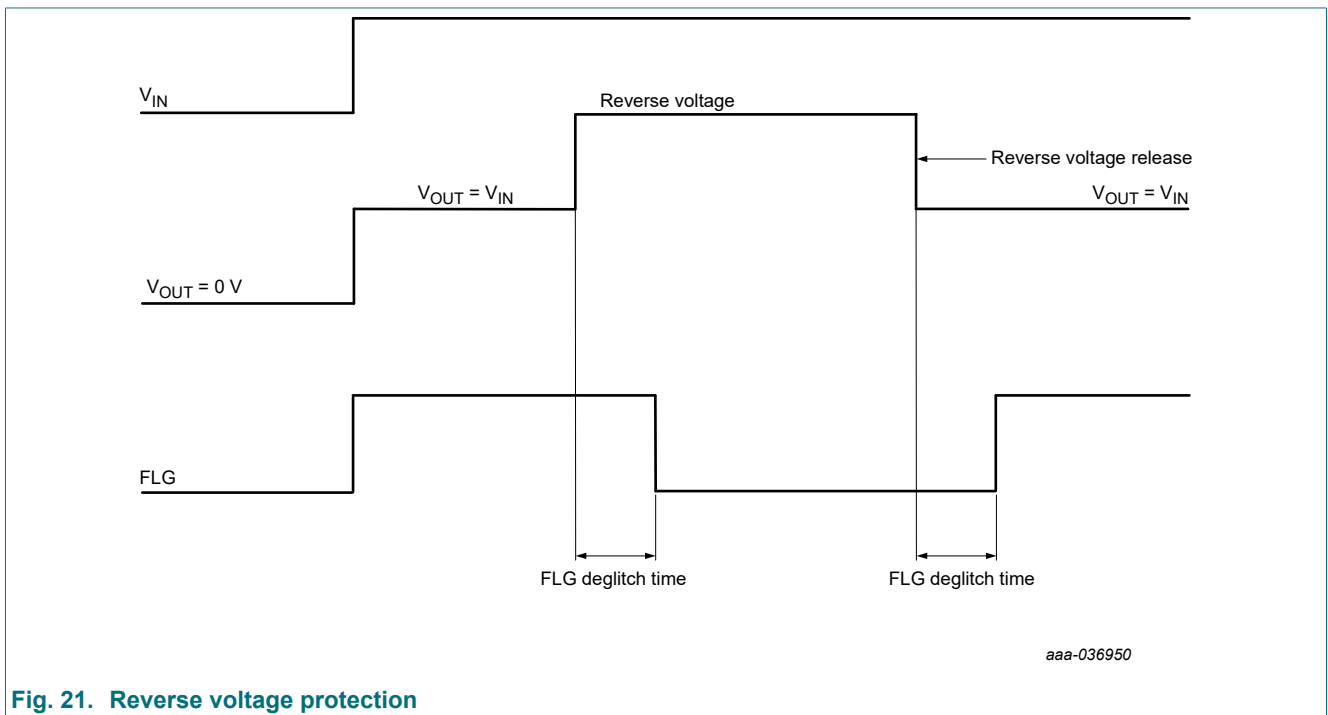 VIN
Reverse voltage
Reverse voltage release
VOUT = VIN
VOUT = VIN
VOUT = 0 V
FLG
FLG deglitch time
FLG deglitch time
aaa-036950
Fig. 21. Reverse voltage protection